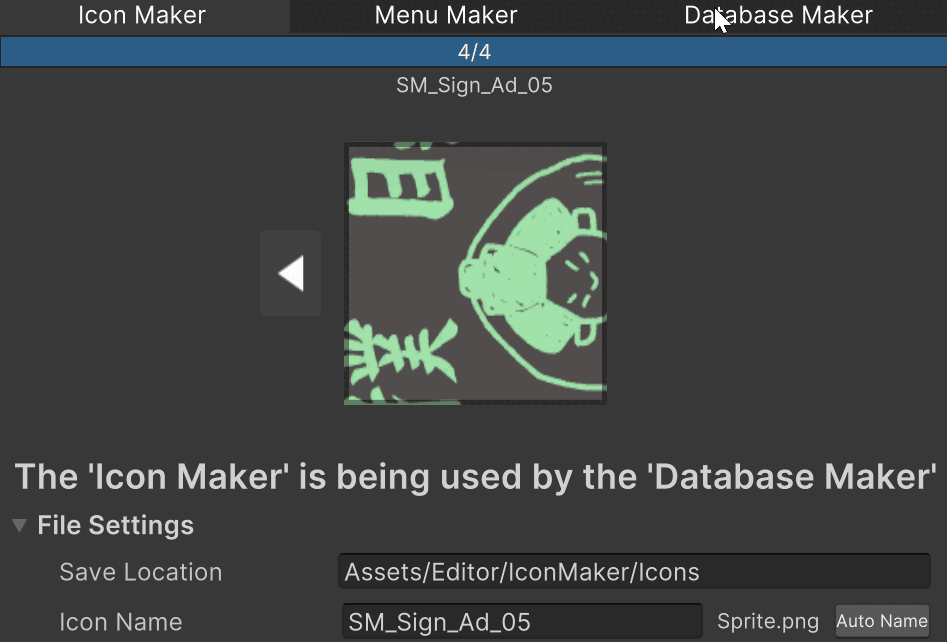 Icon Maker
Menu Maker
Database Maker
4/4
SM_Sign_Ad_05
The 'Icon Maker' is being used by the 'Database Maker'
File Settings
Save Location
Assets/Editor/IconMaker/Icons
Icon Name
SM_Sign_Ad_05
Sprite.png
Auto Name